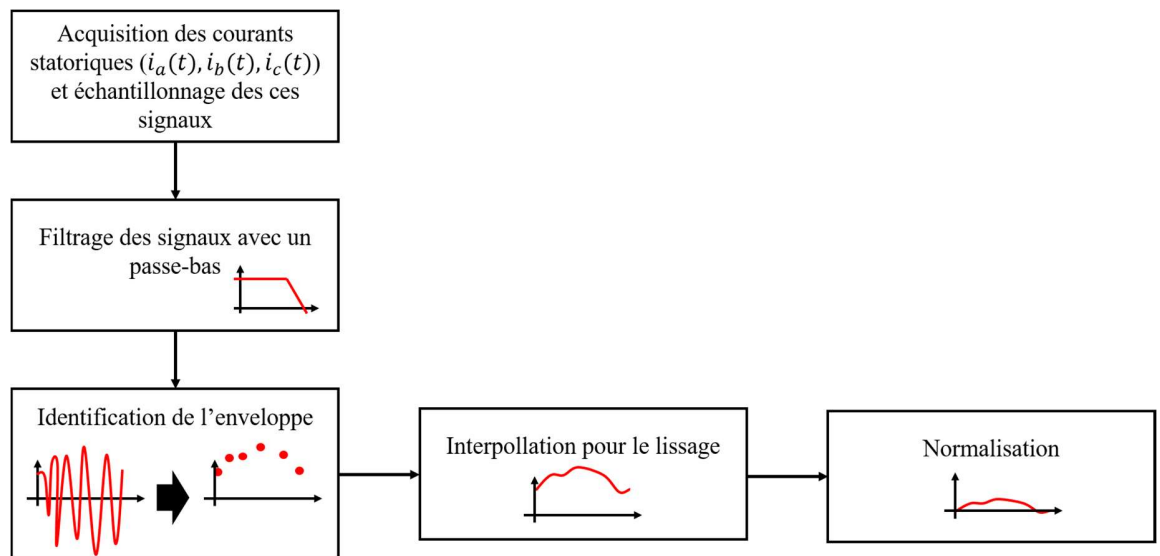 Acquisition des courants
statoriques (i_a(t), i_b(t), i_c(t))
et échantillonnage des ces
signaux
Filtrage des signaux avec un
passe-bas
Identification de l’enveloppe
Interpollation pour le lissage
Normalisation